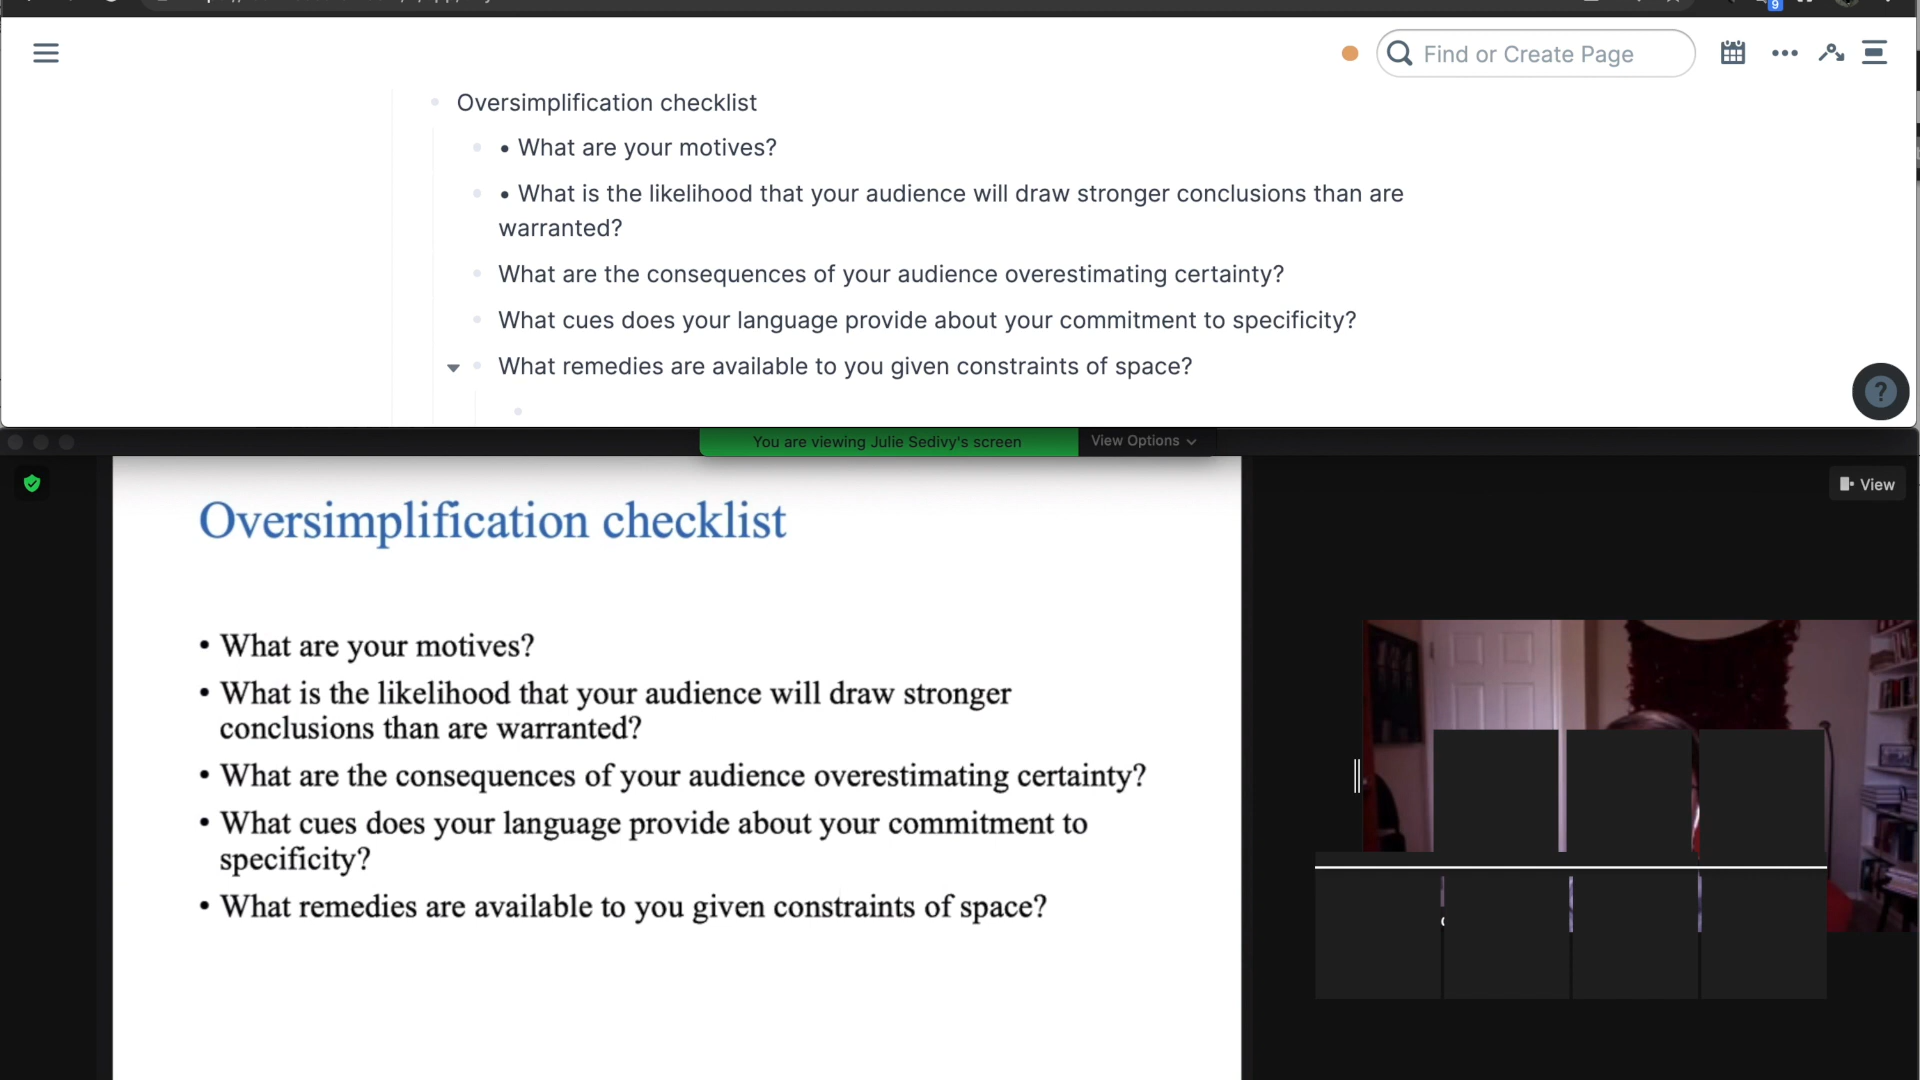 9
Find or Create Page
Oversimplification checklist
• What are your motives?
• What is the likelihood that your audience will draw stronger conclusions than are
warranted?
What are the consequences of your audience overestimating certainty?
What cues does your language provide about your commitment to specificity?
What remedies are available to you given constraints of space?
?
You are viewing Julie Sedivy's screen
View Options
View
Oversimplification checklist
• What are your motives?
• What is the likelihood that your audience will draw stronger
conclusions than are warranted?
• What are the consequences of your audience overestimating certainty?
• What cues does your language provide about your commitment to
specificity?
• What remedies are available to you given constraints of space?